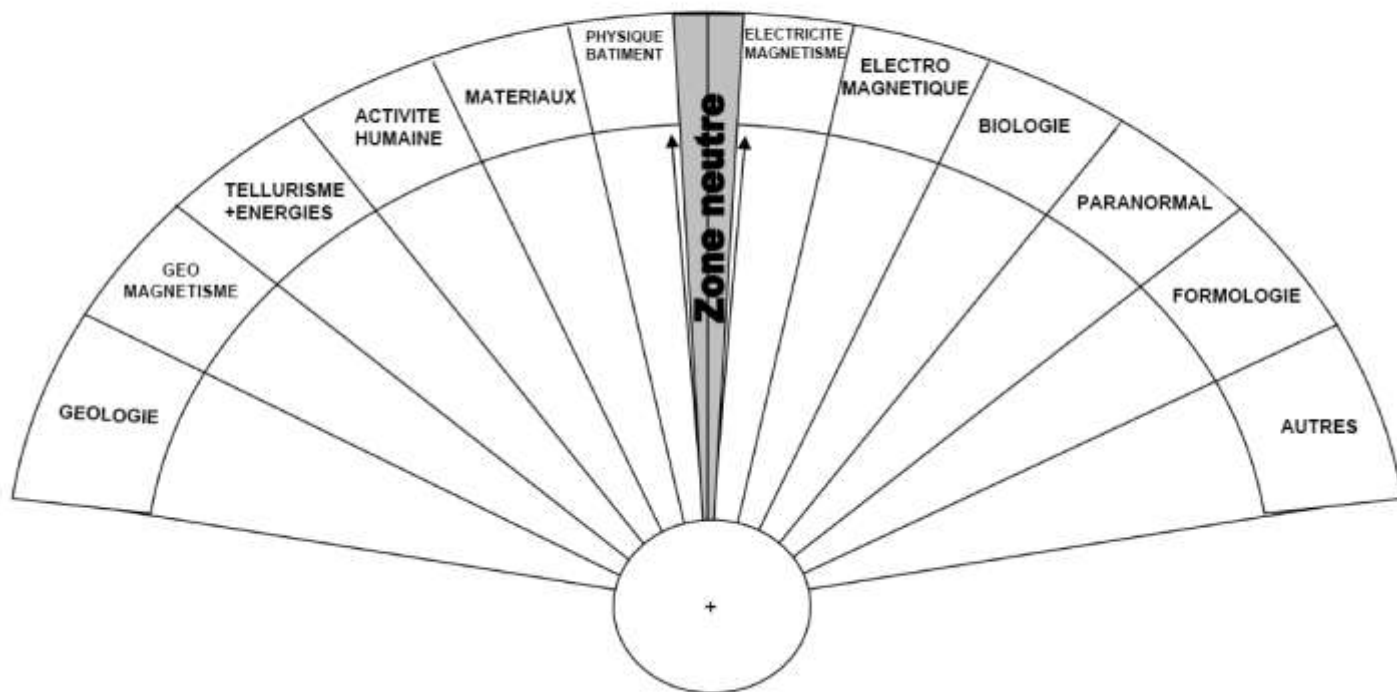 GEOLOGIE
GEO
MAGNETISME
TELLURISME
+ENERGIES
ACTIVITE
HUMAINE
MATERIAUX
PHYSIQUE
BATIMENT
Zone neutre
ELECTRICITE
MAGNETISME
ELECTRO
MAGNETIQUE
BIOLOGIE
PARANORMAL
FORMOLOGIE
AUTRES